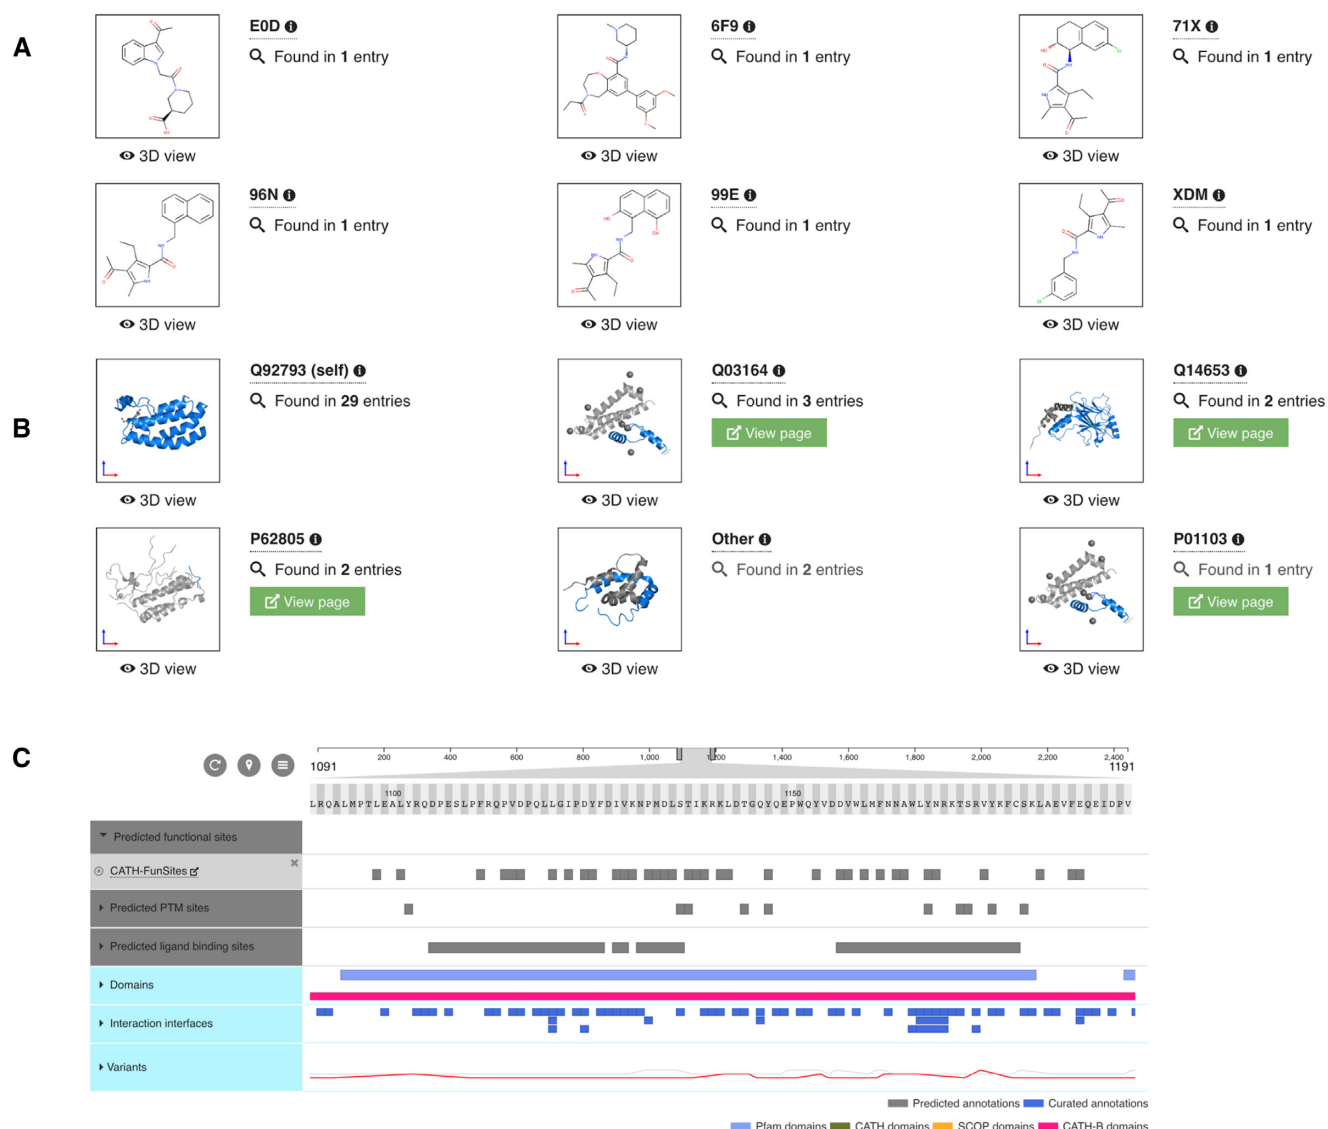 A
E0D
Found in 1 entry
3D view
6F9
Found in 1 entry
3D view
71X
Found in 1 entry
3D view
96N
Found in 1 entry
3D view
99E
Found in 1 entry
3D view
XDM
Found in 1 entry
3D view
B
Q92793 (self)
Found in 29 entries
3D view
Q03164
Found in 3 entries
View page
3D view
Q14653
Found in 2 entries
View page
3D view
P62805
Found in 2 entries
View page
3D view
Other
Found in 2 entries
3D view
P01103
Found in 1 entry
View page
3D view
C
200 400 600 800 1,000 1,200 1,400 1,600 1,800 2,000 2,200 2,400
1091 1191
1100 1150
LRQALMPTLEALYRQDPESLPFRQPVDPQLLGIPDYFDIVKNPMDLSTIKRKLDTGQYQEPWQYVDDVWLMFNNAWLYNRKTSRVYKFCSKLAEVFEQEIDPV
Predicted functional sites
CATH-FunSites
Predicted PTM sites
Predicted ligand binding sites
Domains
Interaction interfaces
Variants
Predicted annotations Curated annotations
Pfam domains CATH domains SCOP domains CATH-B domains